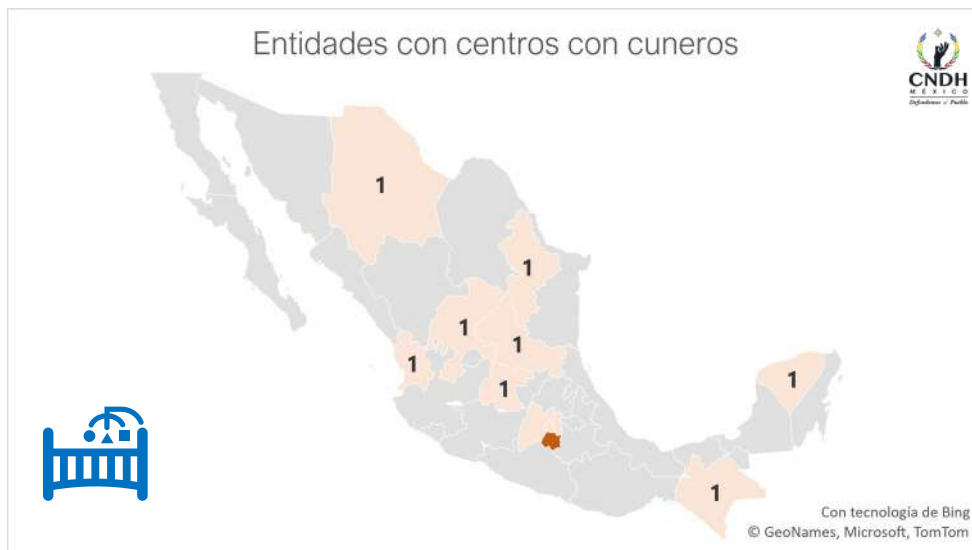 Entidades con centros con cuneros
CNDH
MÉXICO
Defendemos al Pueblo
1
1
1
1
1
1
1
1
Con tecnología de Bing
© GeoNames, Microsoft, TomTom